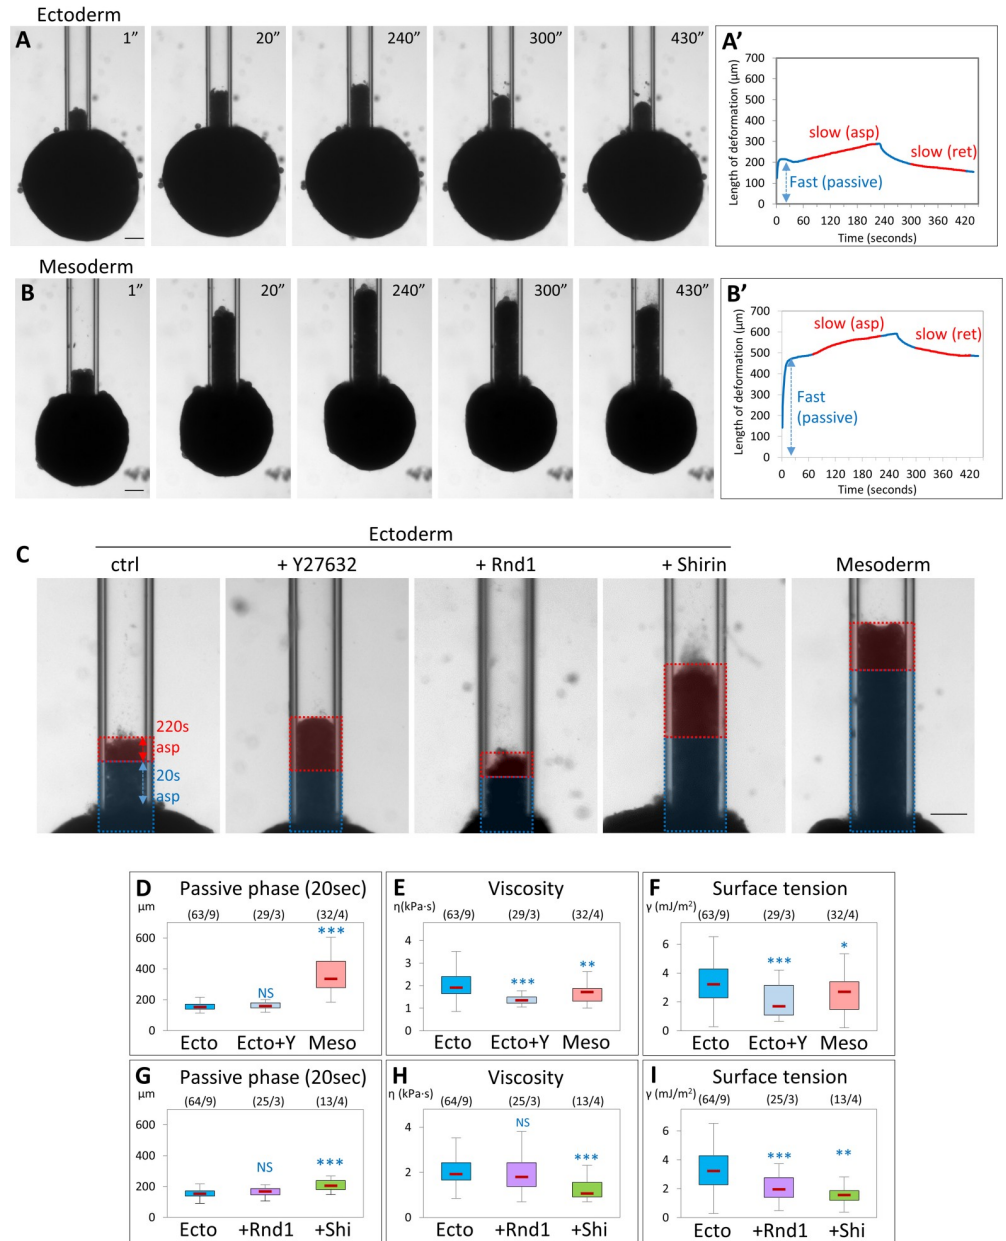 Ectoderm
A
1”
20”
240”
300”
430”
A’
Length of deformation (µm)
700
600
500
400
300
200
100
0
slow (asp)
slow (ret)
Fast (passive)
0 60 120 180 240 300 360 420
Time (seconds)
Mesoderm
B
1”
20”
240”
300”
430”
B’
Length of deformation (µm)
700
600
500
400
300
200
100
0
slow (asp)
slow (ret)
Fast
(passive)
0 60 120 180 240 300 360 420
Time (seconds)
C
Ectoderm
ctrl
+ Y27632
+ Rnd1
+ Shirin
Mesoderm
220s
asp
20s
asp
D Passive phase (20sec)
µm
(63/9) (29/3) (32/4)
600
400
200
0
NS
***
Ecto Ecto+Y Meso
E Viscosity
η(kPa·s)
(63/9) (29/3) (32/4)
4
3
2
1
0
***
**
Ecto Ecto+Y Meso
F Surface tension
γ (mJ/m²)
(63/9) (29/3) (32/4)
6
4
2
0
***
*
Ecto Ecto+Y Meso
G Passive phase (20sec)
µm
(64/9) (25/3) (13/4)
600
400
200
0
NS
***
Ecto +Rnd1 +Shi
H Viscosity
η (kPa·s)
(64/9) (25/3) (13/4)
4
2
0
NS
***
Ecto +Rnd1 +Shi
I Surface tension
γ (mJ/m²)
(64/9) (25/3) (13/4)
6
4
2
0
***
**
Ecto +Rnd1 +Shi